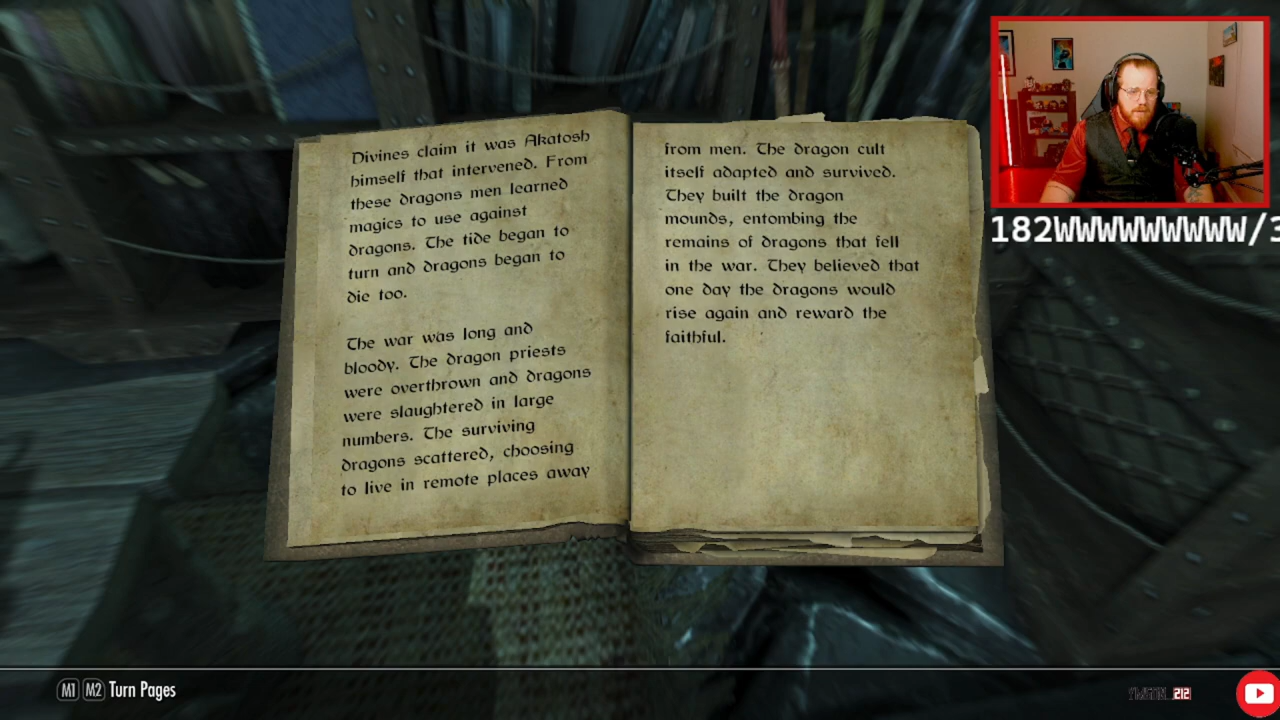 Divines claim it was Akatosh
himself that intervened. From
these dragons men learned
magics to use against
dragons. The tide began to
turn and dragons began to
die too.
The war was long and
bloody. The dragon priests
were overthrown and dragons
were slaughtered in large
numbers. The surviving
dragons scattered, choosing
to live in remote places away
from men. The dragon cult
itself adapted and survived.
They built the dragon
mounds, entombing the
remains of dragons that fell
in the war. They believed that
one day the dragons would
rise again and reward the
faithful.
182WWWWWWWWW/3
M1 M2 Turn Pages
212